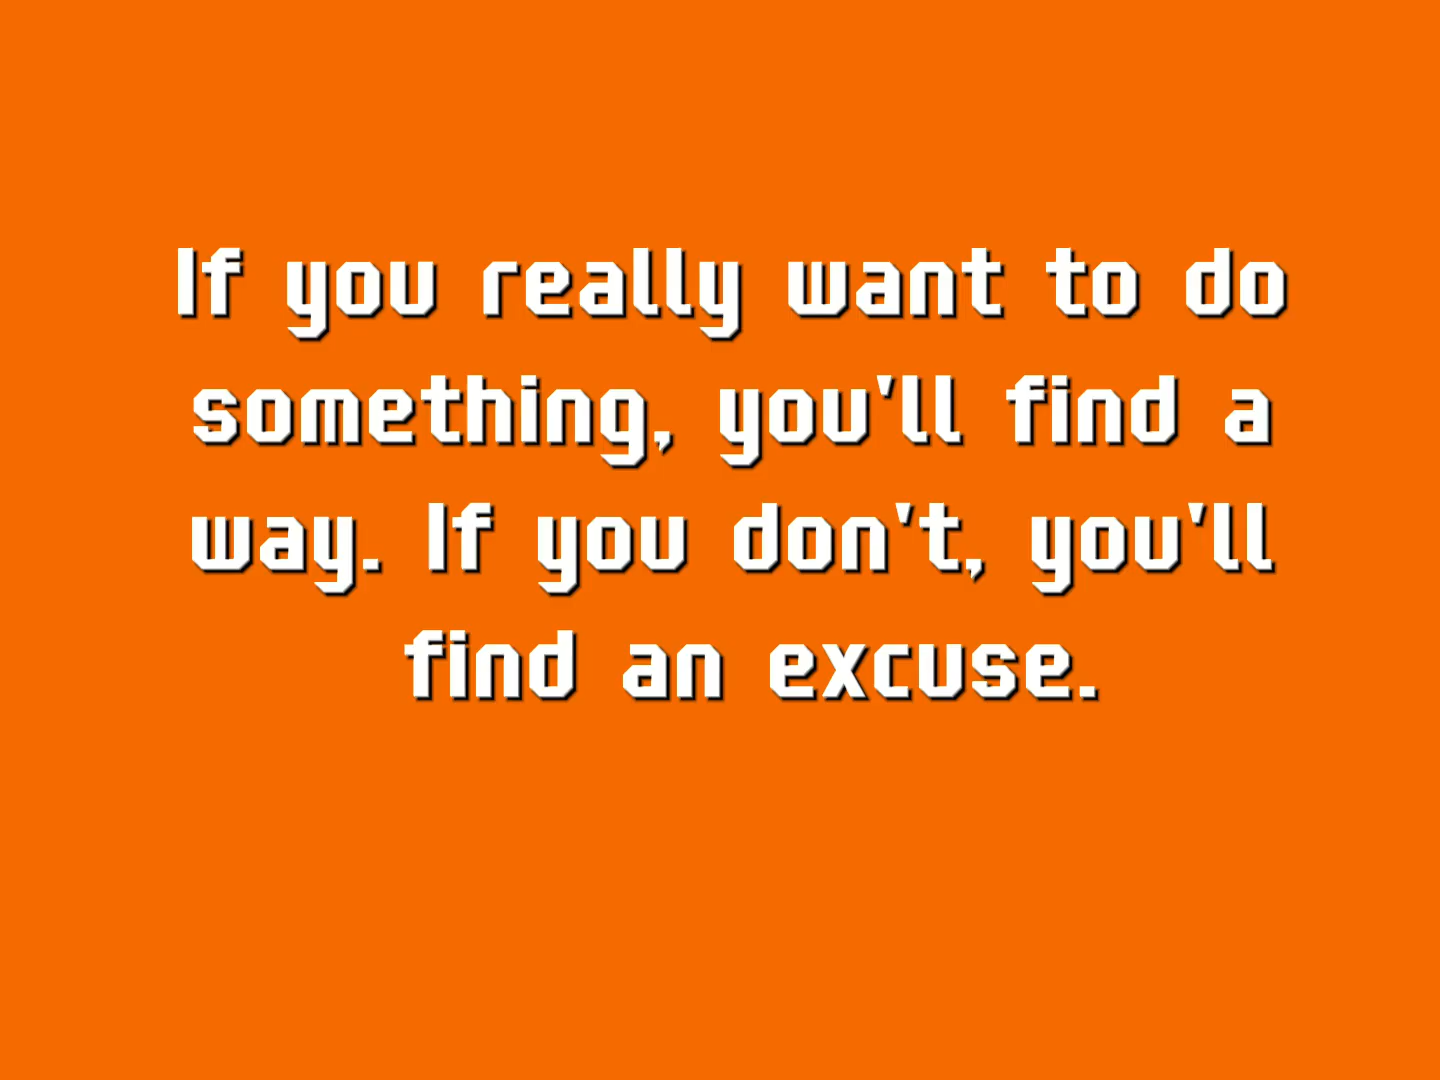 If you really want to do
something, you'll find a
way. If you don't, you'll
find an excuse.